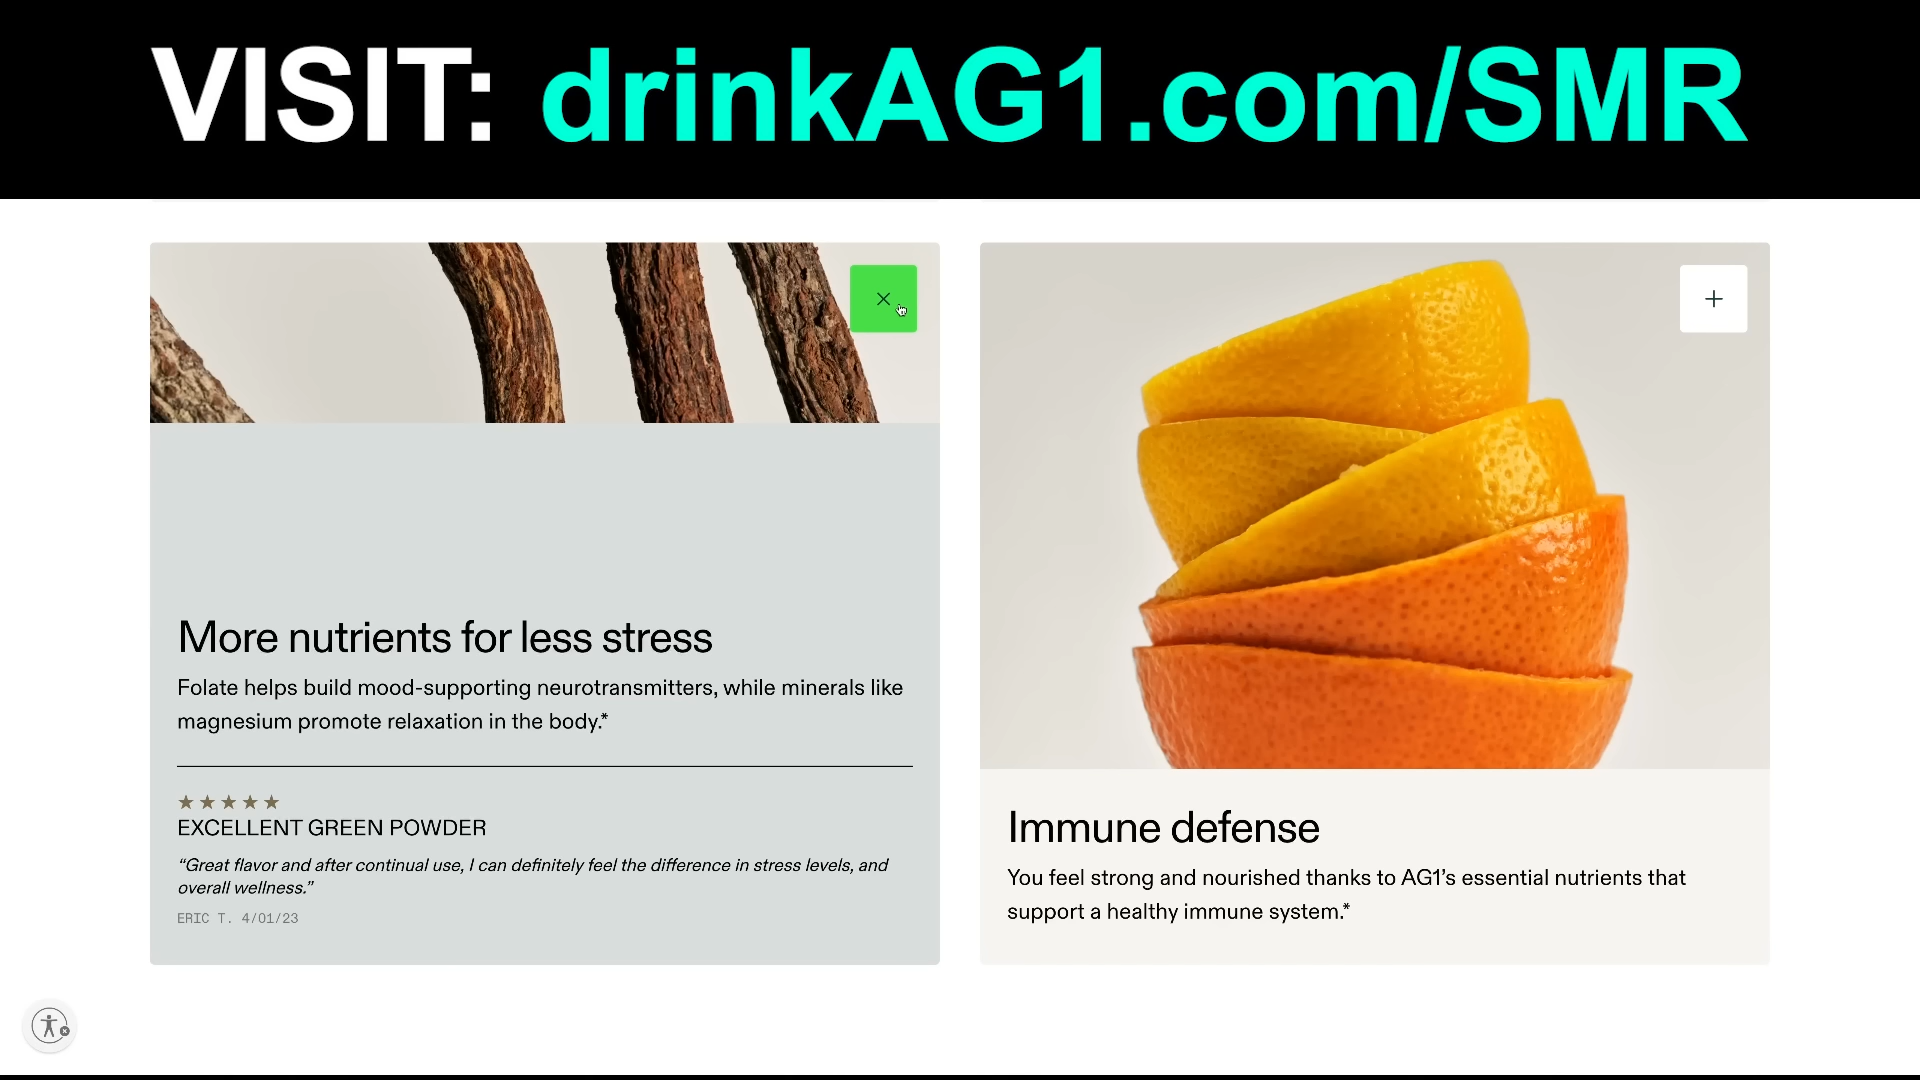 VISIT: drinkAG1.com/SMR
More nutrients for less stress
Folate helps build mood-supporting neurotransmitters, while minerals like
magnesium promote relaxation in the body.*
★★★★★
EXCELLENT GREEN POWDER
“Great flavor and after continual use, I can definitely feel the difference in stress levels, and
overall wellness.”
ERIC T. 4/01/23
Immune defense
You feel strong and nourished thanks to AG1’s essential nutrients that
support a healthy immune system.*